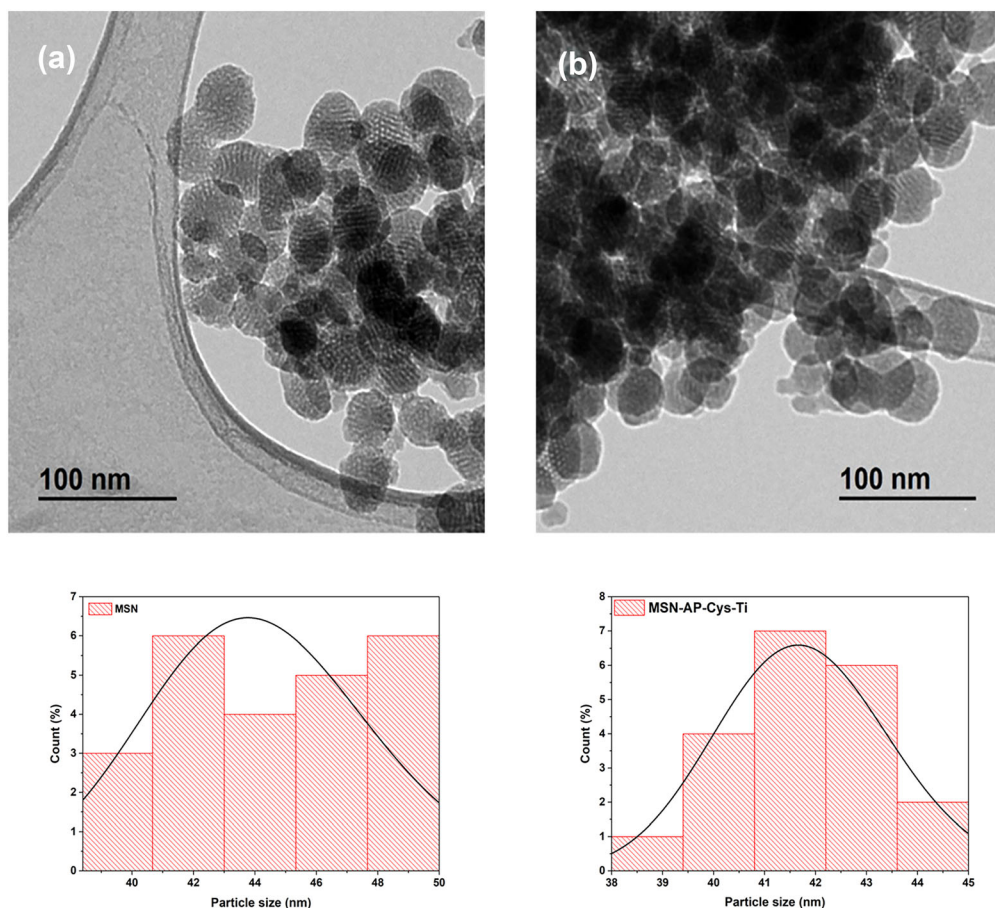 (a)
(b)
100 nm
100 nm
MSN
7
6
5
4
3
2
1
0
Count (%)
40 42 44 46 48 50
Particle size (nm)
MSN-AP-Cys-Ti
8
7
6
5
4
3
2
1
0
Count (%)
38 39 40 41 42 43 44 45
Particle size (nm)